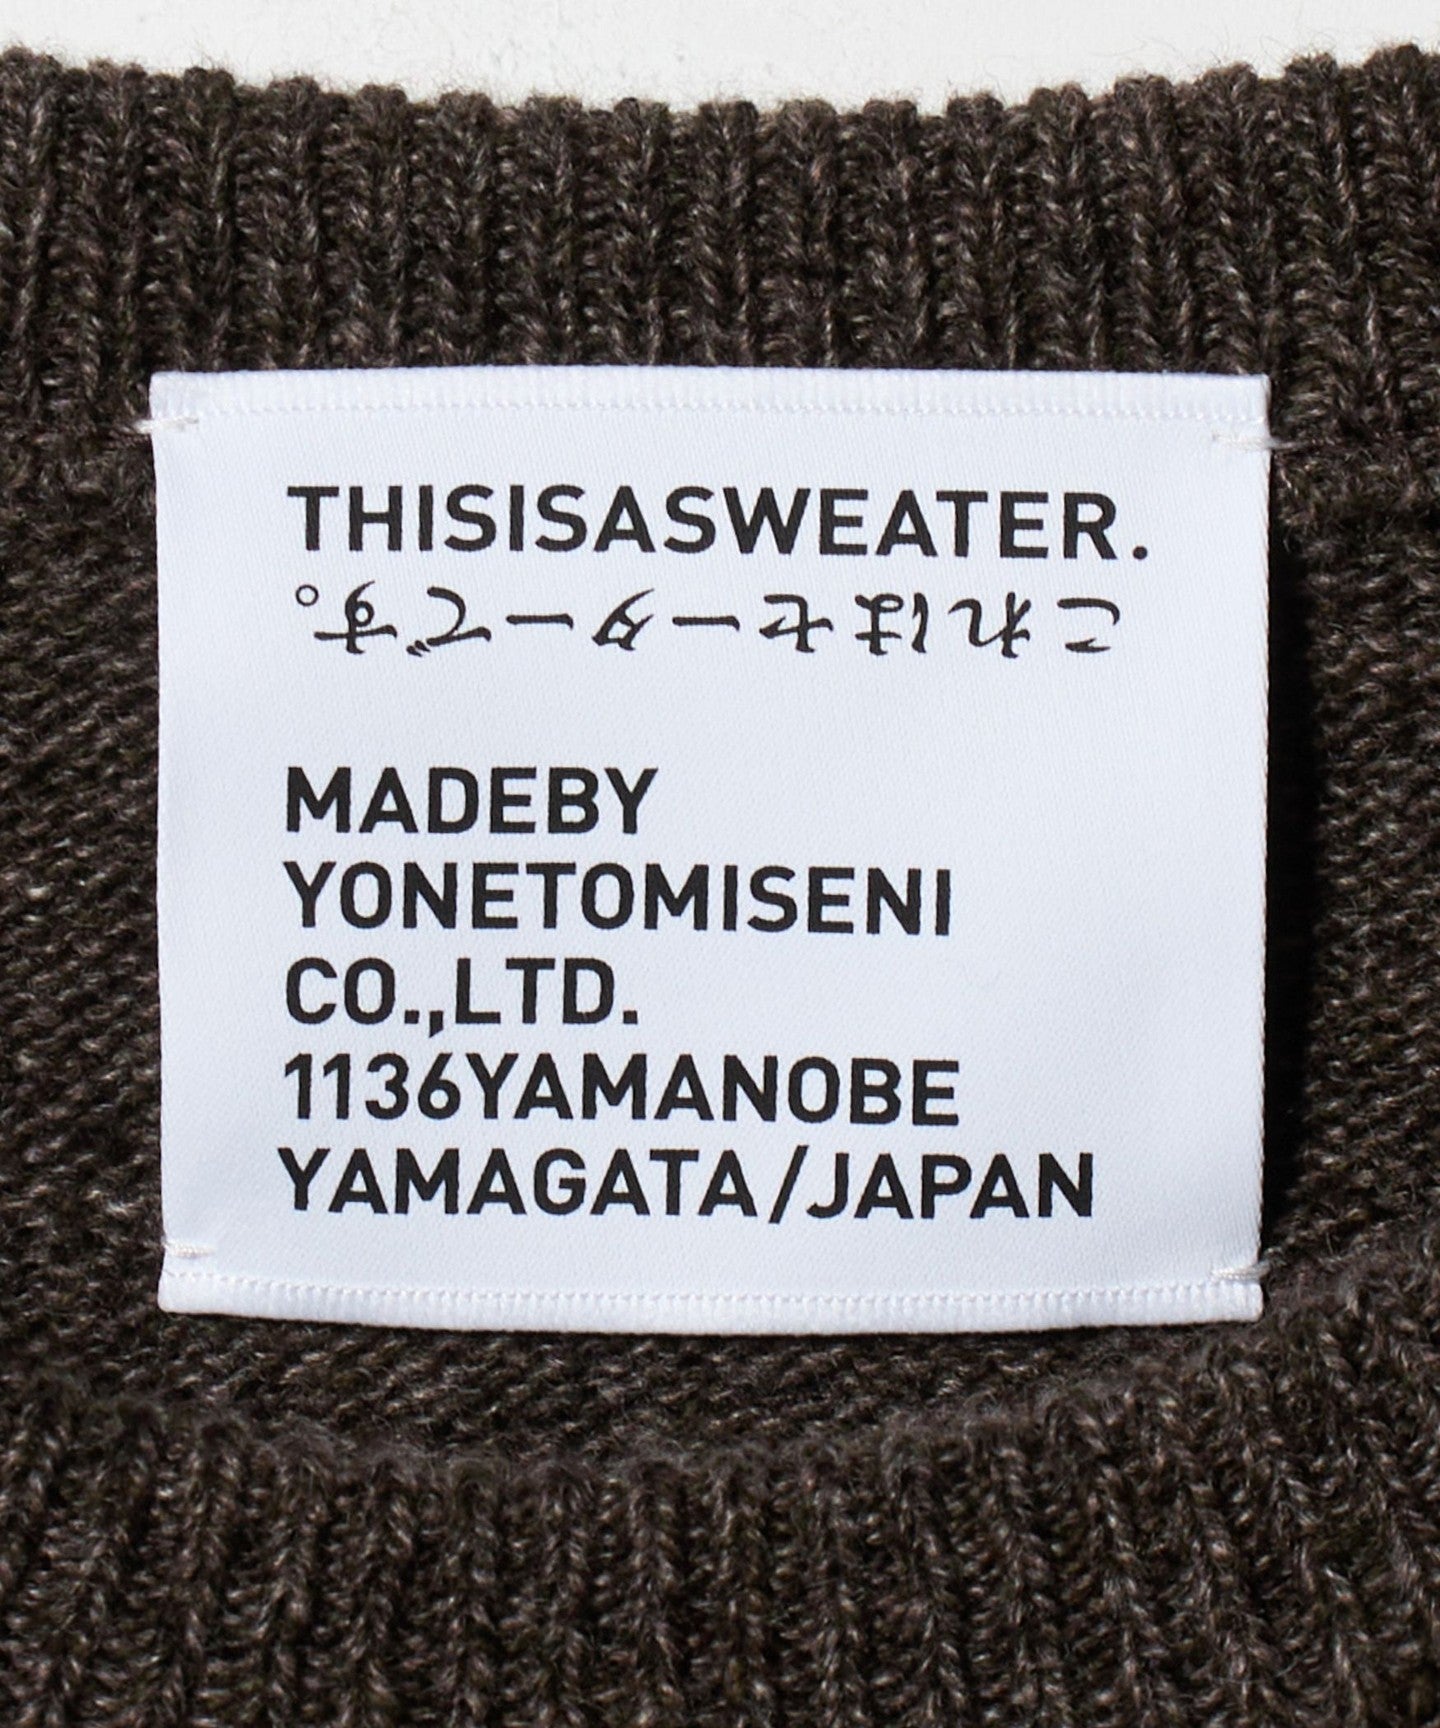 THISISASWEATER.
これはセーターです。
MADEBY
YONETOMISENI
CO.,LTD.
1136YAMANOBE
YAMAGATA/JAPAN